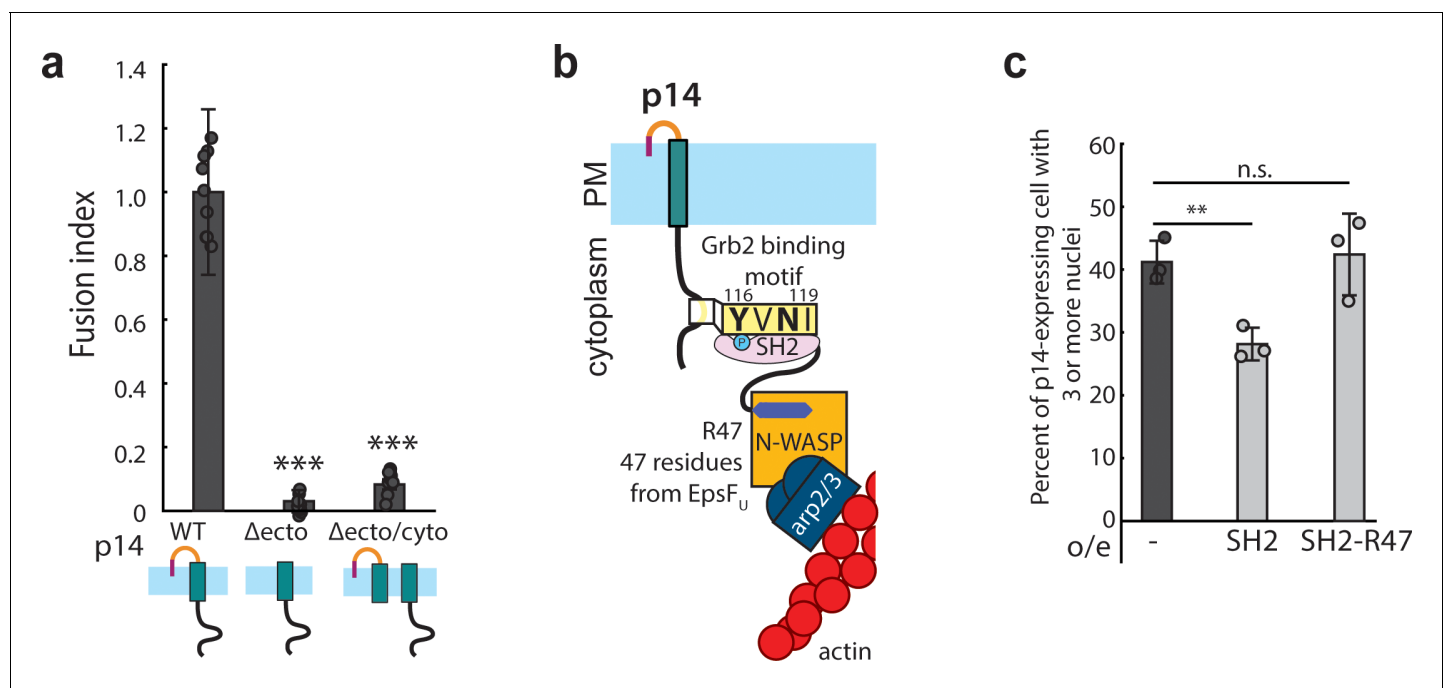 a
1.4
1.2
1.0
0.8
0.6
0.4
0.2
0
Fusion index
***
***
WT Δecto Δecto/cyto
p14
b
p14
PM
cytoplasm
Grb2 binding
motif
116 119
YVNI
P
SH2
R47
47 residues
from EpsFU
N-WASP
arp2/3
actin
c
Percent of p14-expressing cell with
3 or more nuclei
60
50
40
30
20
10
0
n.s.
**
o/e - SH2 SH2-R47